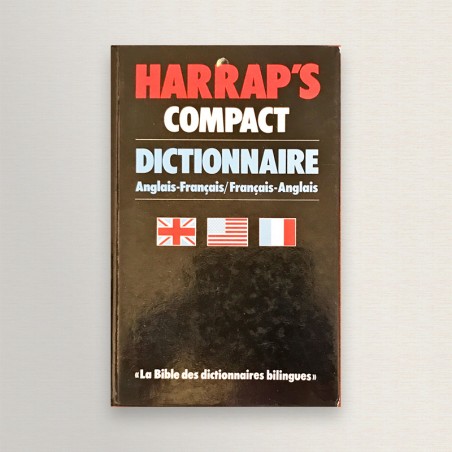 HARRAP'S
COMPACT
DICTIONNAIRE
Anglais-Français/Français-Anglais
«La Bible des dictionnaires bilingues»